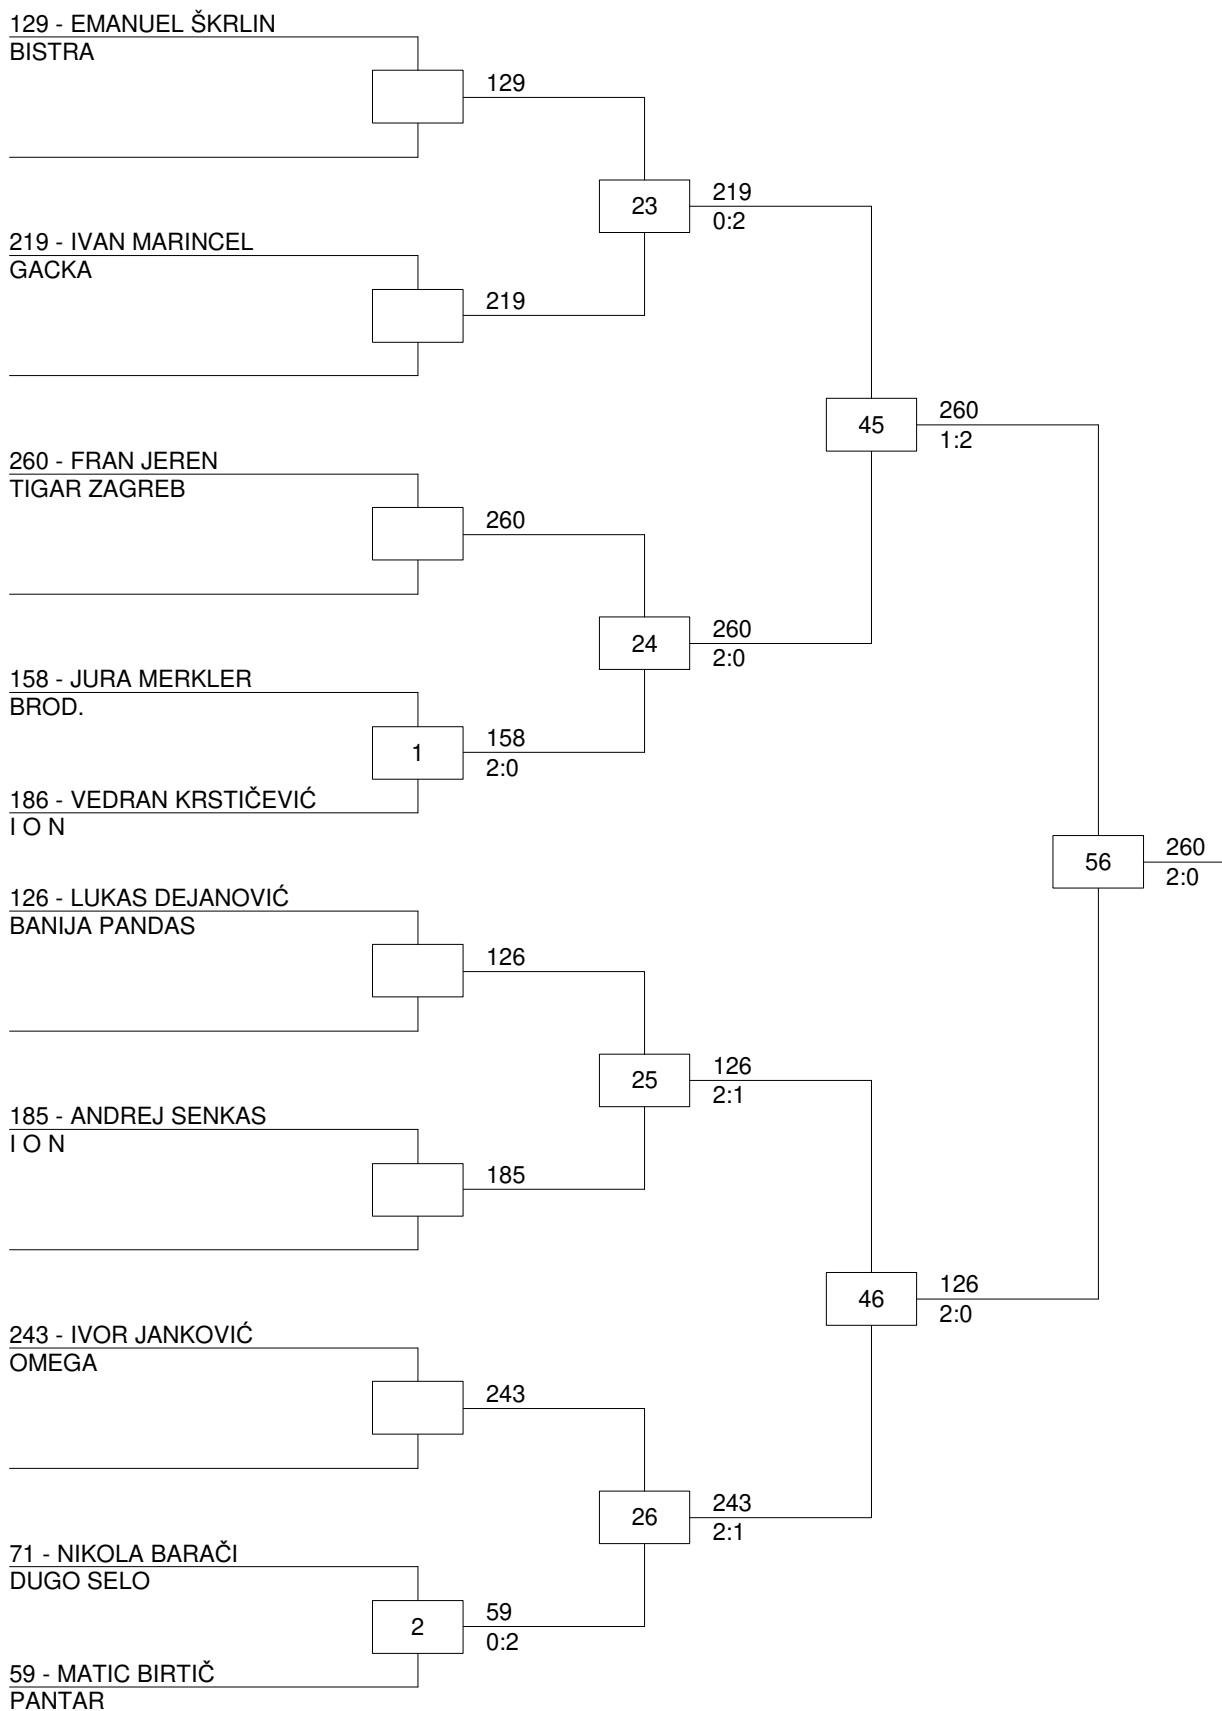 129 - EMANUEL ŠKRLIN
BISTRA
129
23
219
0:2
219 - IVAN MARINCEL
GACKA
219
45
260
1:2
260 - FRAN JEREN
TIGAR ZAGREB
260
24
260
2:0
158 - JURA MERKLER
BROD.
1
158
2:0
186 - VEDRAN KRSTIČEVIĆ
I O N
56
260
2:0
126 - LUKAS DEJANOVIĆ
BANIJA PANDAS
126
25
126
2:1
185 - ANDREJ SENKAS
I O N
185
46
126
2:0
243 - IVOR JANKOVIĆ
OMEGA
243
26
243
2:1
71 - NIKOLA BARAČI
DUGO SELO
2
59
0:2
59 - MATIC BIRTIČ
PANTAR